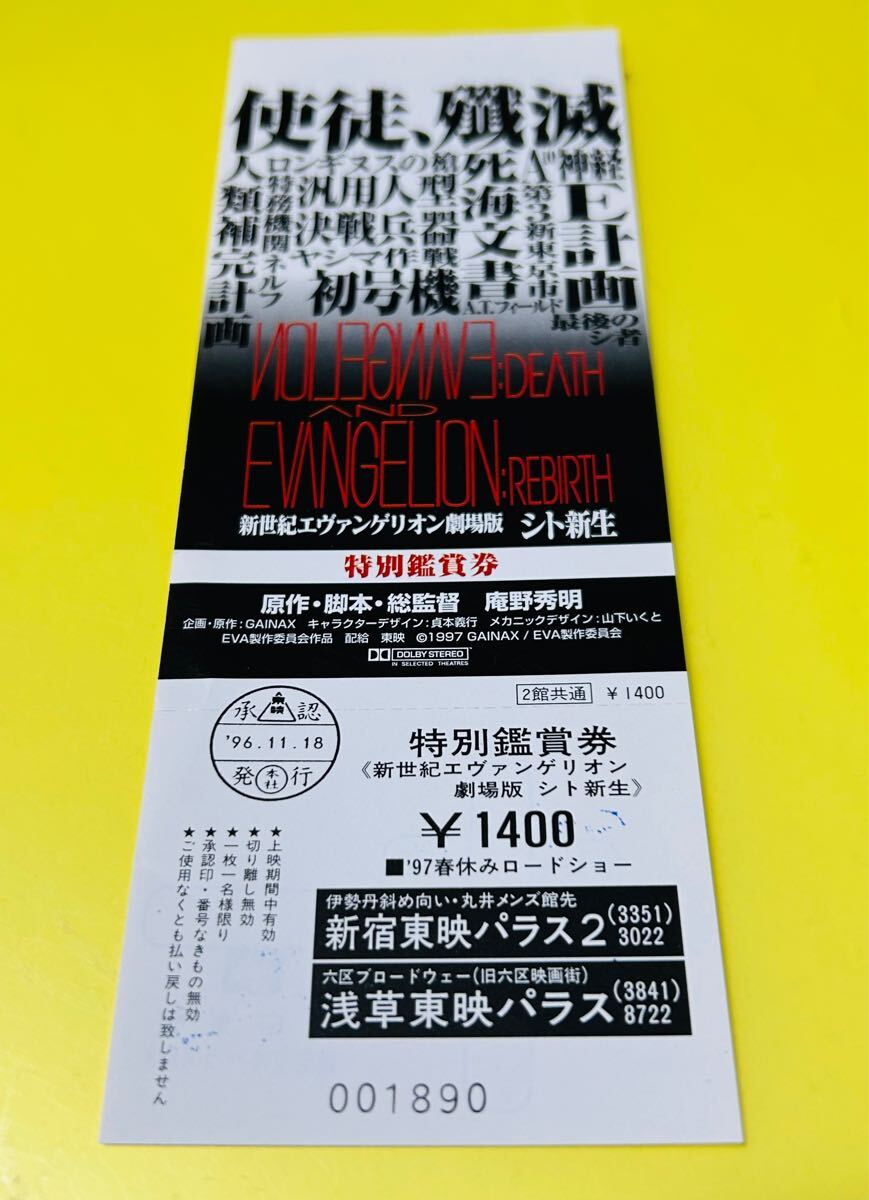 使徒、殲滅
神経
A¹⁰
E計画
最後の
シ者
第3新東京市
A.T.フィールド
死海文書
ロンギヌスの槍
汎用人型
決戦兵器
ヤシマ作戦
初号機
特務機関ネルフ
人類補完計画
EVANGELION:DEATH
AND
EVANGELION:REBIRTH
新世紀エヴァンゲリオン劇場版 シト新生
特別鑑賞券
原作・脚本・総監督 庵野秀明
企画・原作:GAINAX キャラクターデザイン:貞本義行 メカニックデザイン:山下いくと
EVA製作委員会作品 配給 東映 ©1997 GAINAX / EVA製作委員会
DOLBY STEREO
IN SELECTED THEATRES
2館共通 ¥1400
承 東映 認
'96.11.18
発 本社 行
特別鑑賞券
《新世紀エヴァンゲリオン
劇場版 シト新生》
¥1400
■'97春休みロードショー
伊勢丹斜め向い・丸井メンズ館先
新宿東映パラス2(3351)3022
六区ブロードウェー(旧六区映画街)
浅草東映パラス(3841)8722
★上映期間中有効
★切り離し無効
★一枚一名様限り
★承認印・番号なきもの無効
★ご使用なくとも払い戻しは致しません
001890